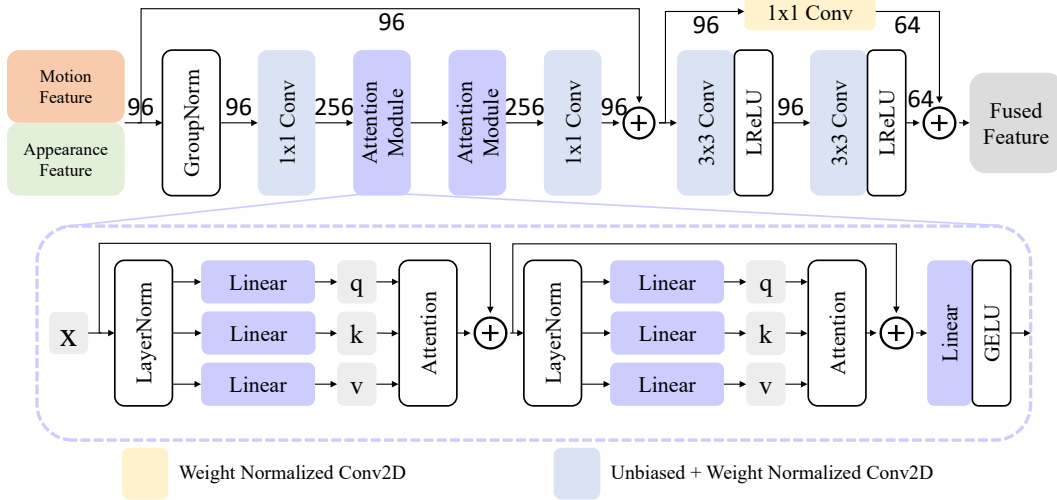 1x1 Conv
96
96
64
Motion
Feature
Appearance
Feature
96
GroupNorm
96
1x1 Conv
256
Attention
Module
Attention
Module
256
1x1 Conv
96
+
3x3 Conv
LReLU
96
3x3 Conv
LReLU
64
+
Fused
Feature
x
LayerNorm
Linear
q
Linear
k
Linear
v
Attention
+
LayerNorm
Linear
q
Linear
k
Linear
v
Attention
+
Linear
GELU
Weight Normalized Conv2D
Unbiased + Weight Normalized Conv2D